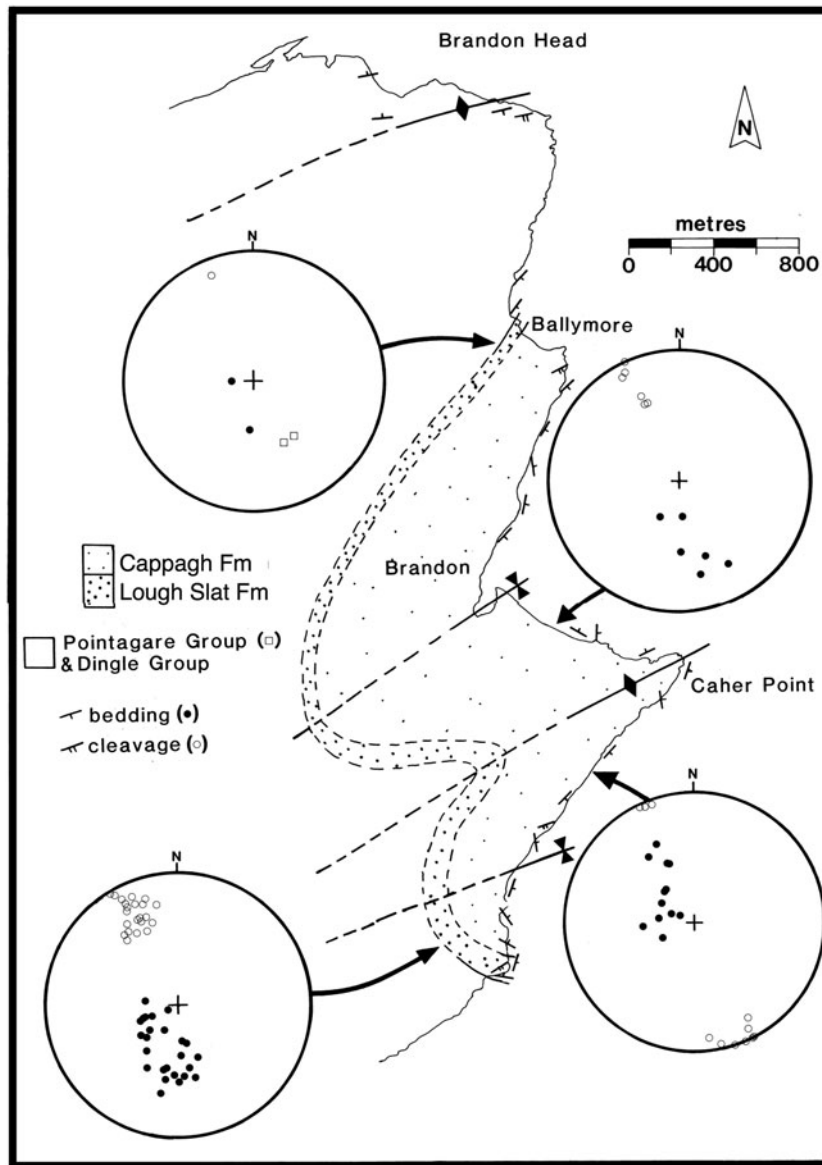 Brandon Head
N
metres
0 400 800
N
Ballymore
N
Cappagh Fm
Lough Slat Fm
Brandon
Pointagare Group (□)
& Dingle Group
Caher Point
bedding (●)
cleavage (○)
N
N